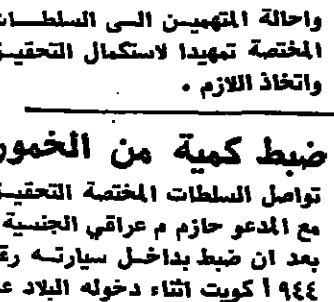 واحالة المتهمين الى السلطات
المختصة تمهيدا لاستكمال التحقيق
واتخاذ اللازم .
ضبط كمية من الخمور
تواصل السلطات المختصة التحقيق
مع المدعو حازم م عراقي الجنسية
بعد ان ضبط بداخل سيارته
٩٤٤ أ كويت اثناء دخوله البلاد